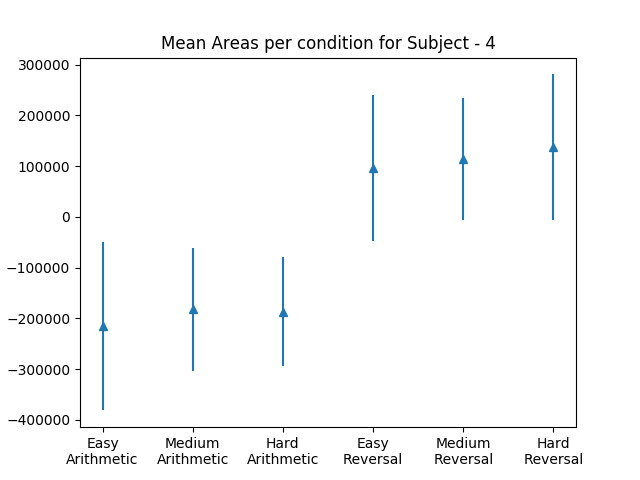 Mean Areas per condition for Subject - 4
300000
200000
100000
0
−100000
−200000
−300000
−400000
Easy Medium Hard Easy Medium Hard
Arithmetic Arithmetic Arithmetic Reversal Reversal Reversal